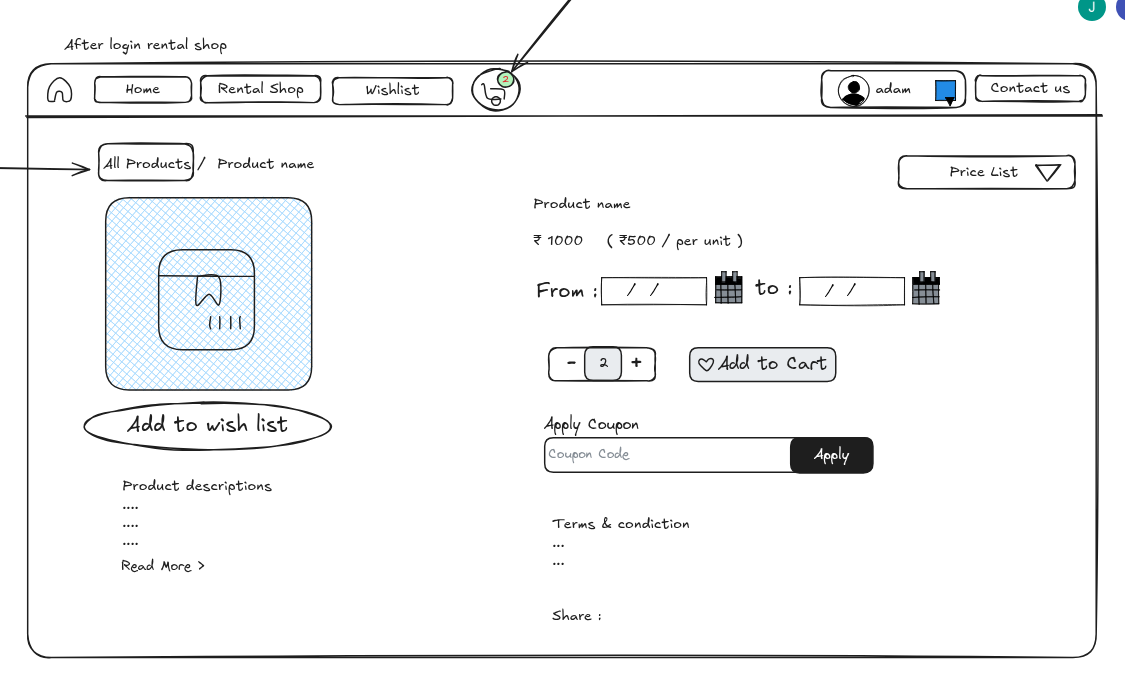 J
After login rental shop
Home
Rental Shop
Wishlist
2
adam
Contact us
All Products / Product name
Price List
Product name
₹ 1000 ( ₹500 / per unit )
From : / / to : / /
- 2 +
Add to Cart
Add to wish list
Apply Coupon
Coupon Code
Apply
Product descriptions
....
....
....
Read More >
Terms & condiction
...
...
Share :